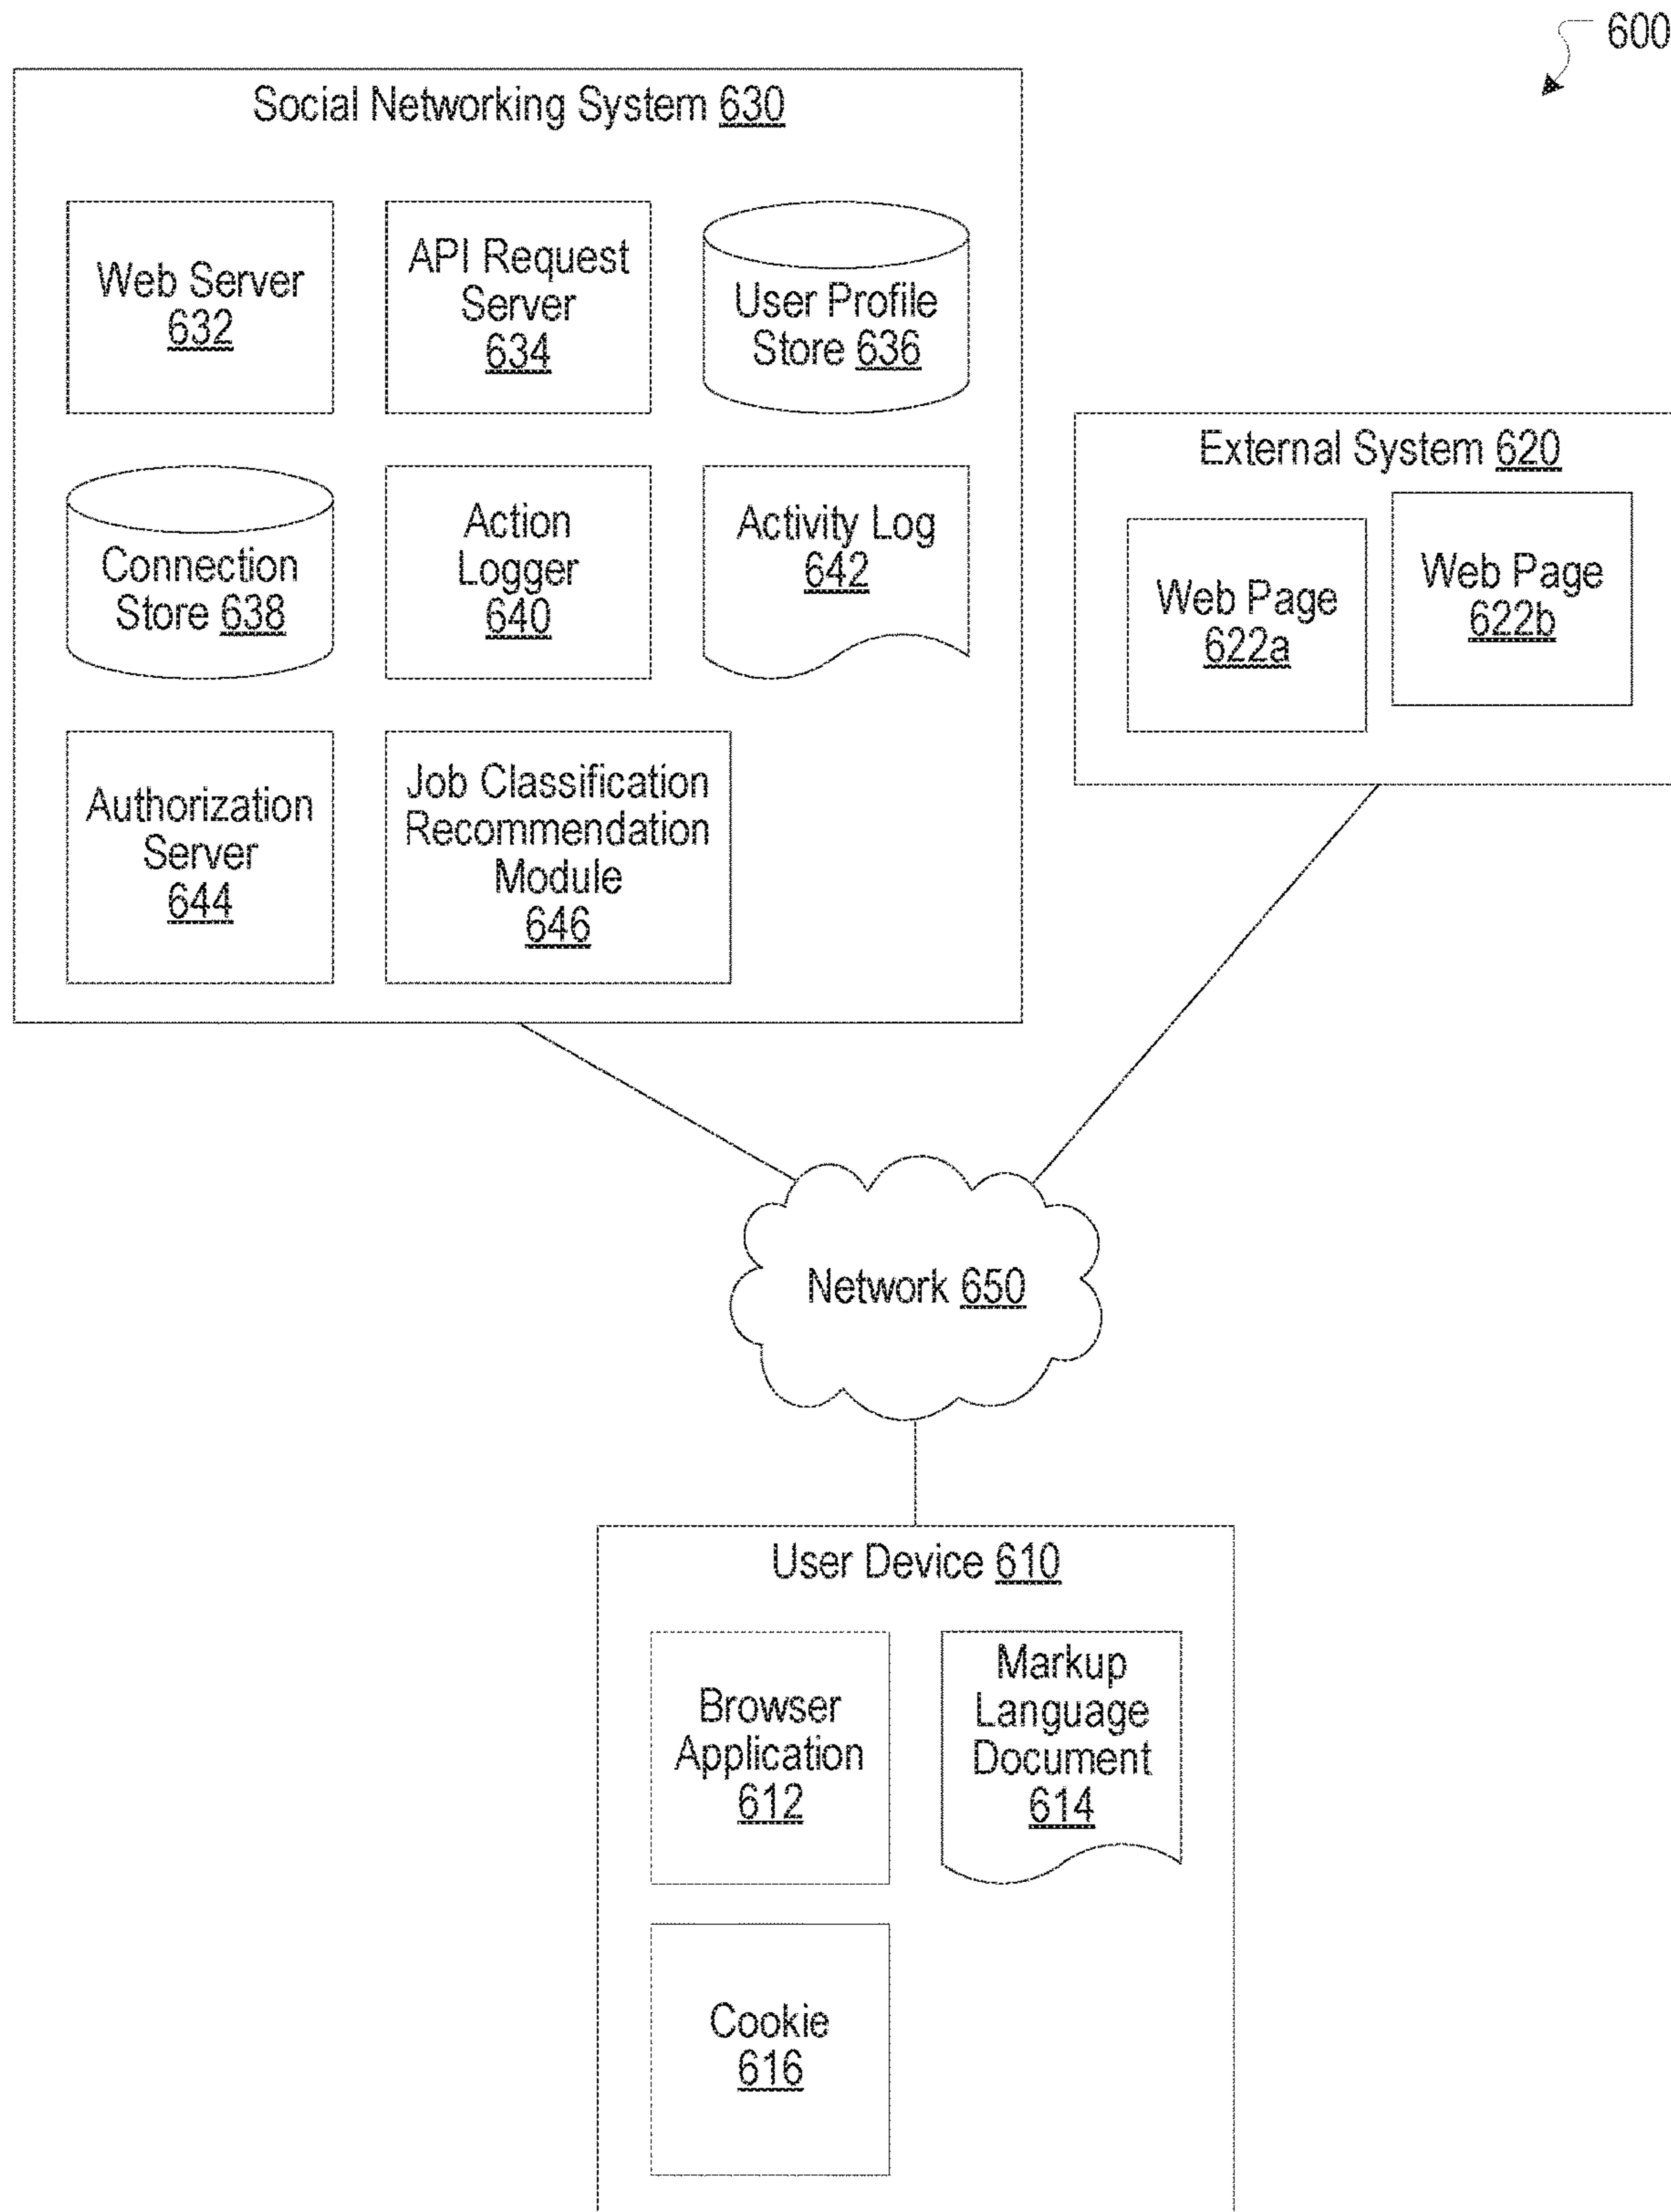 600
Social Networking System 630
Web Server
632
API Request
Server
634
User Profile
Store 636
Connection
Store 638
Action
Logger
640
Activity Log
642
Authorization
Server
644
Job Classification
Recommendation
Module
646
External System 620
Web Page
622a
Web Page
622b
Network 650
User Device 610
Browser
Application
612
Markup
Language
Document
614
Cookie
616